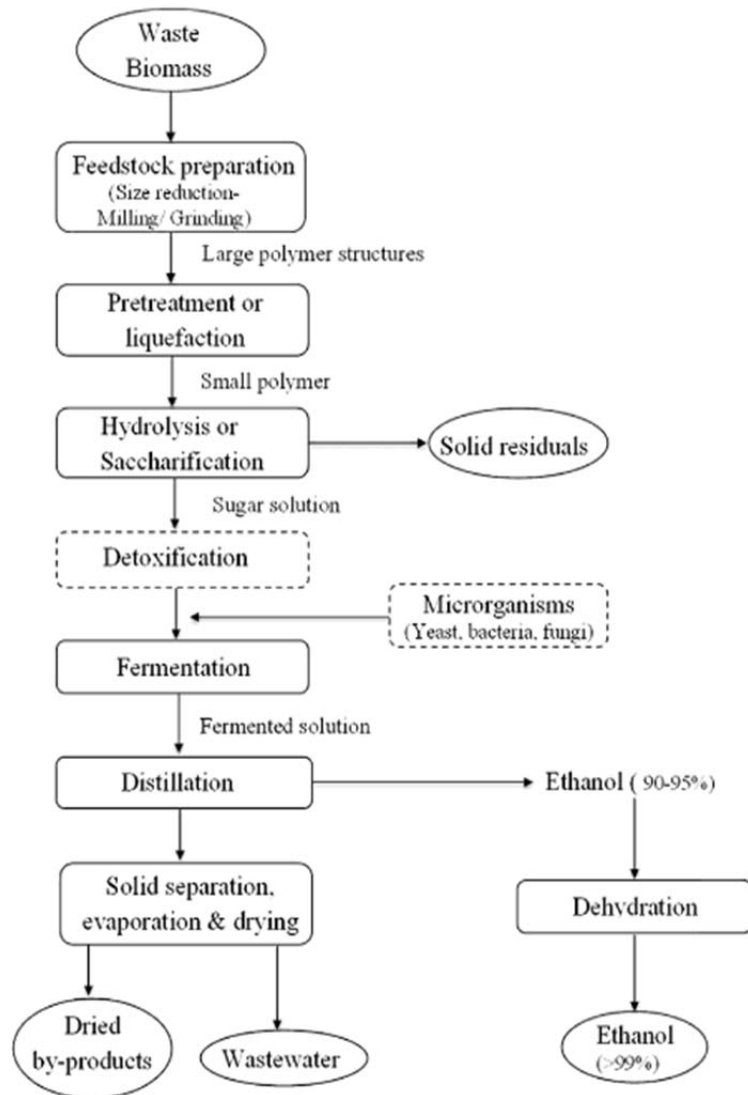 Waste
Biomass
Feedstock preparation
(Size reduction-
Milling/ Grinding)
Large polymer structures
Pretreatment or
liquefaction
Small polymer
Hydrolysis or
Saccharification
Solid residuals
Sugar solution
Detoxification
Microrganisms
(Yeast, bacteria, fungi)
Fermentation
Fermented solution
Distillation
Ethanol ( 90-95%)
Solid separation,
evaporation & drying
Dehydration
Dried
by-products
Wastewater
Ethanol
(>99%)